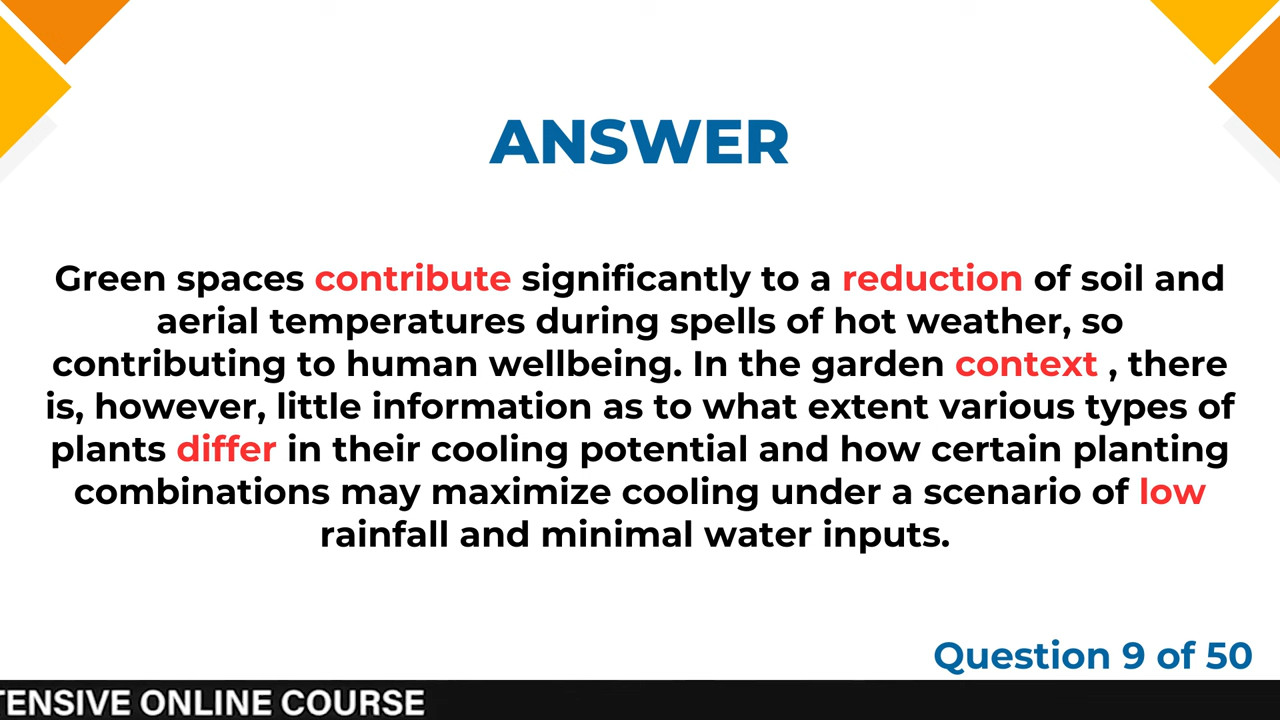 ANSWER
Green spaces contribute significantly to a reduction of soil and
aerial temperatures during spells of hot weather, so
contributing to human wellbeing. In the garden context , there
is, however, little information as to what extent various types of
plants differ in their cooling potential and how certain planting
combinations may maximize cooling under a scenario of low
rainfall and minimal water inputs.
Question 9 of 50
TENSIVE ONLINE COURSE